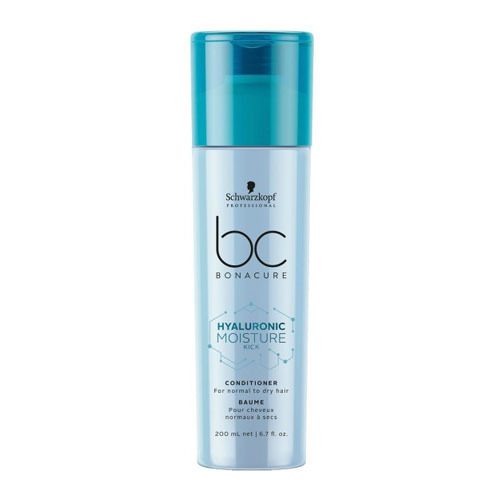 Schwarzkopf
PROFESSIONAL
bc
BONACURE
HYALURONIC
MOISTURE
KICK
CONDITIONER
For normal to dry hair
BAUME
Pour cheveux
normaux à secs
200 mL net | 6.7 fl. oz.